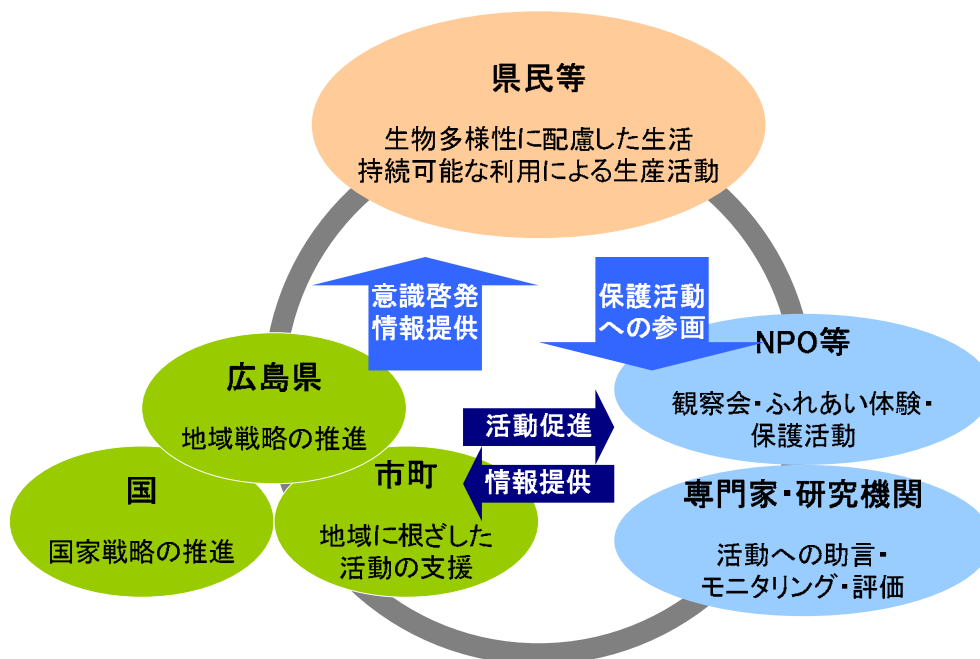 県民等
生物多様性に配慮した生活
持続可能な利用による生産活動
意識啓発
情報提供
保護活動
への参画
NPO等
観察会・ふれあい体験・
保護活動
広島県
地域戦略の推進
活動促進
情報提供
国
国家戦略の推進
市町
地域に根ざした
活動の支援
専門家・研究機関
活動への助言・
モニタリング・評価